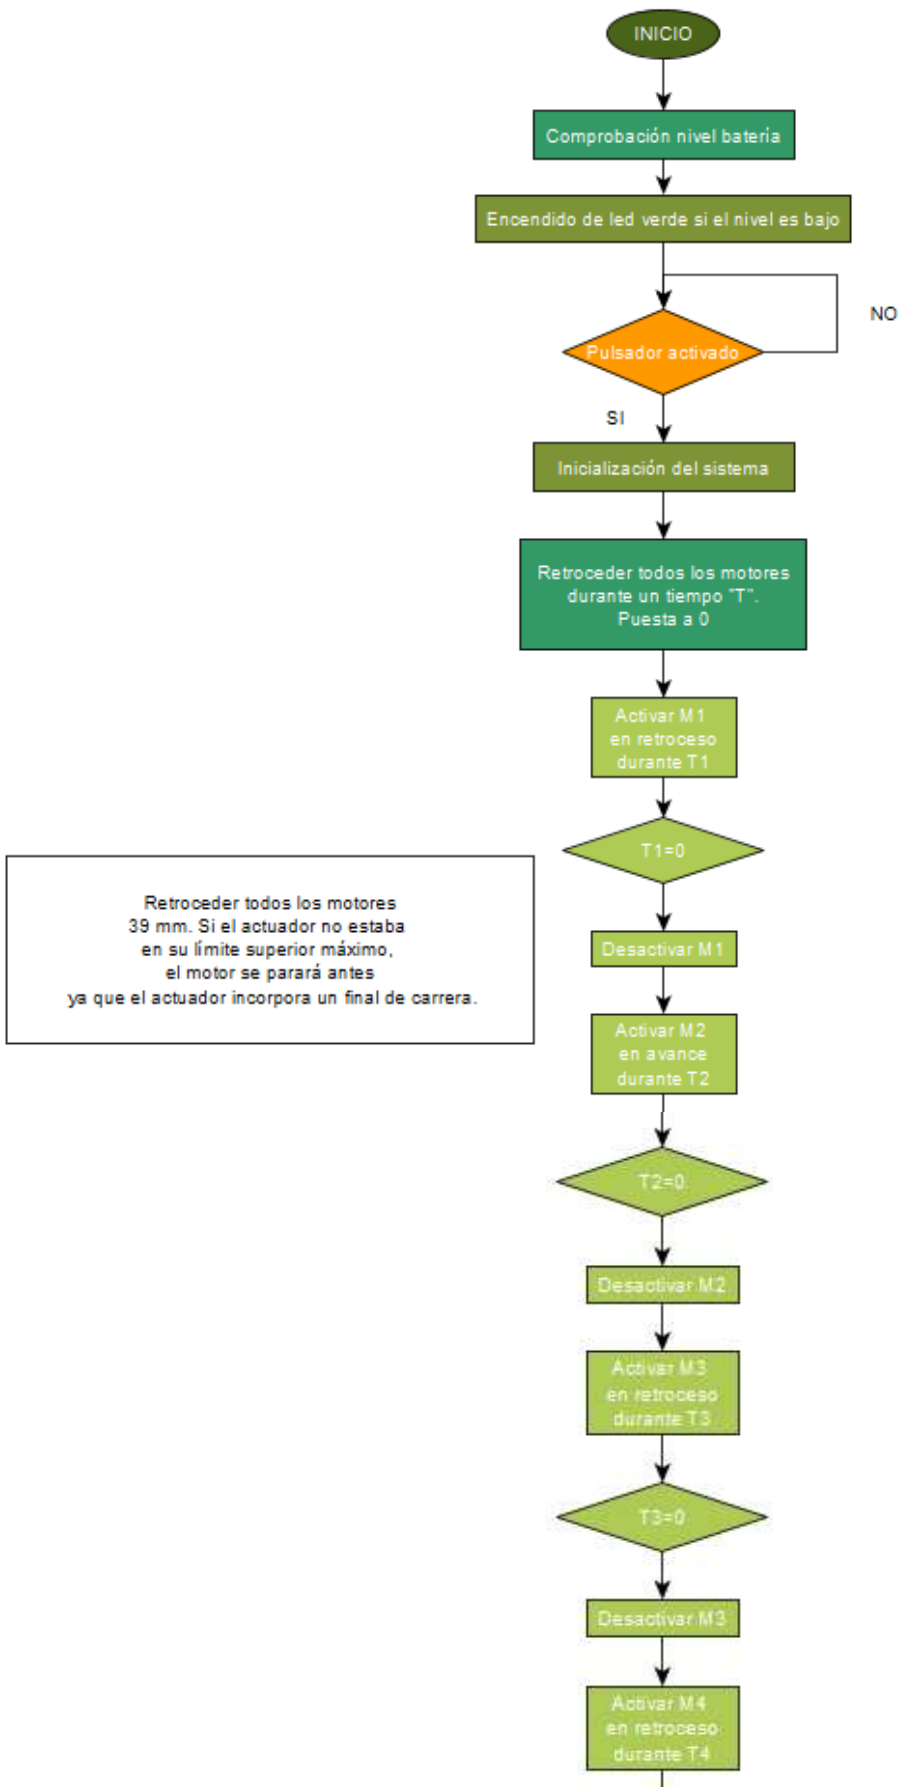 INICIO
Comprobación nivel batería
Encendido de led verde si el nivel es bajo
NO
Pulsador activado
SI
Inicialización del sistema
Retroceder todos los motores
durante un tiempo "T".
Puesta a 0
Activar M1
en retroceso
durante T1
T1=0
Retroceder todos los motores
39 mm. Si el actuador no estaba
en su límite superior máximo,
el motor se parará antes
ya que el actuador incorpora un final de carrera.
Desactivar M1
Activar M2
en avance
durante T2
T2=0
Desactivar M2
Activar M3
en retroceso
durante T3
T3=0
Desactivar M3
Activar M4
en retroceso
durante T4